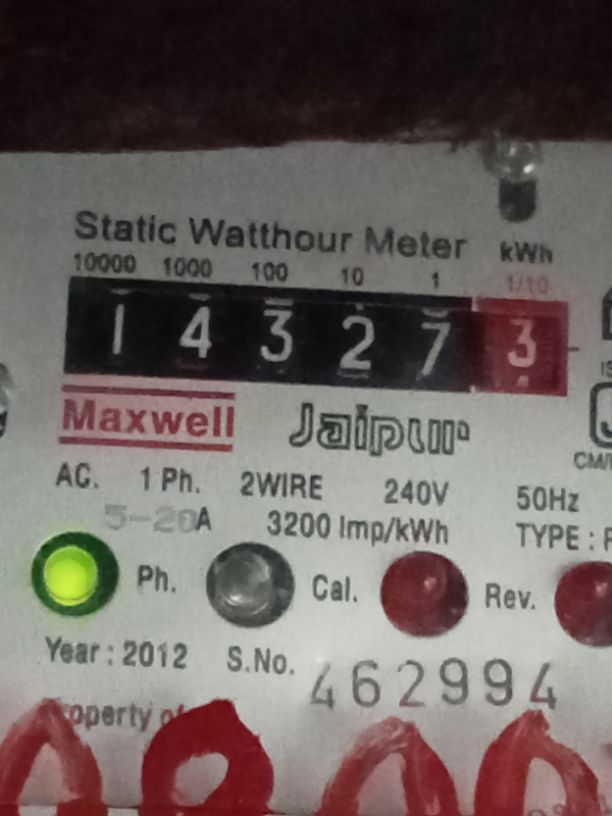 Static Watthour Meter kWh
10000 1000 100 10 1 1/10
1 4 3 2 7 3
Maxwell Jaipur
AC. 1 Ph. 2WIRE 240V 50Hz
5-20A 3200 Imp/kWh TYPE :
Ph. Cal. Rev.
Year : 2012 S.No. 462994